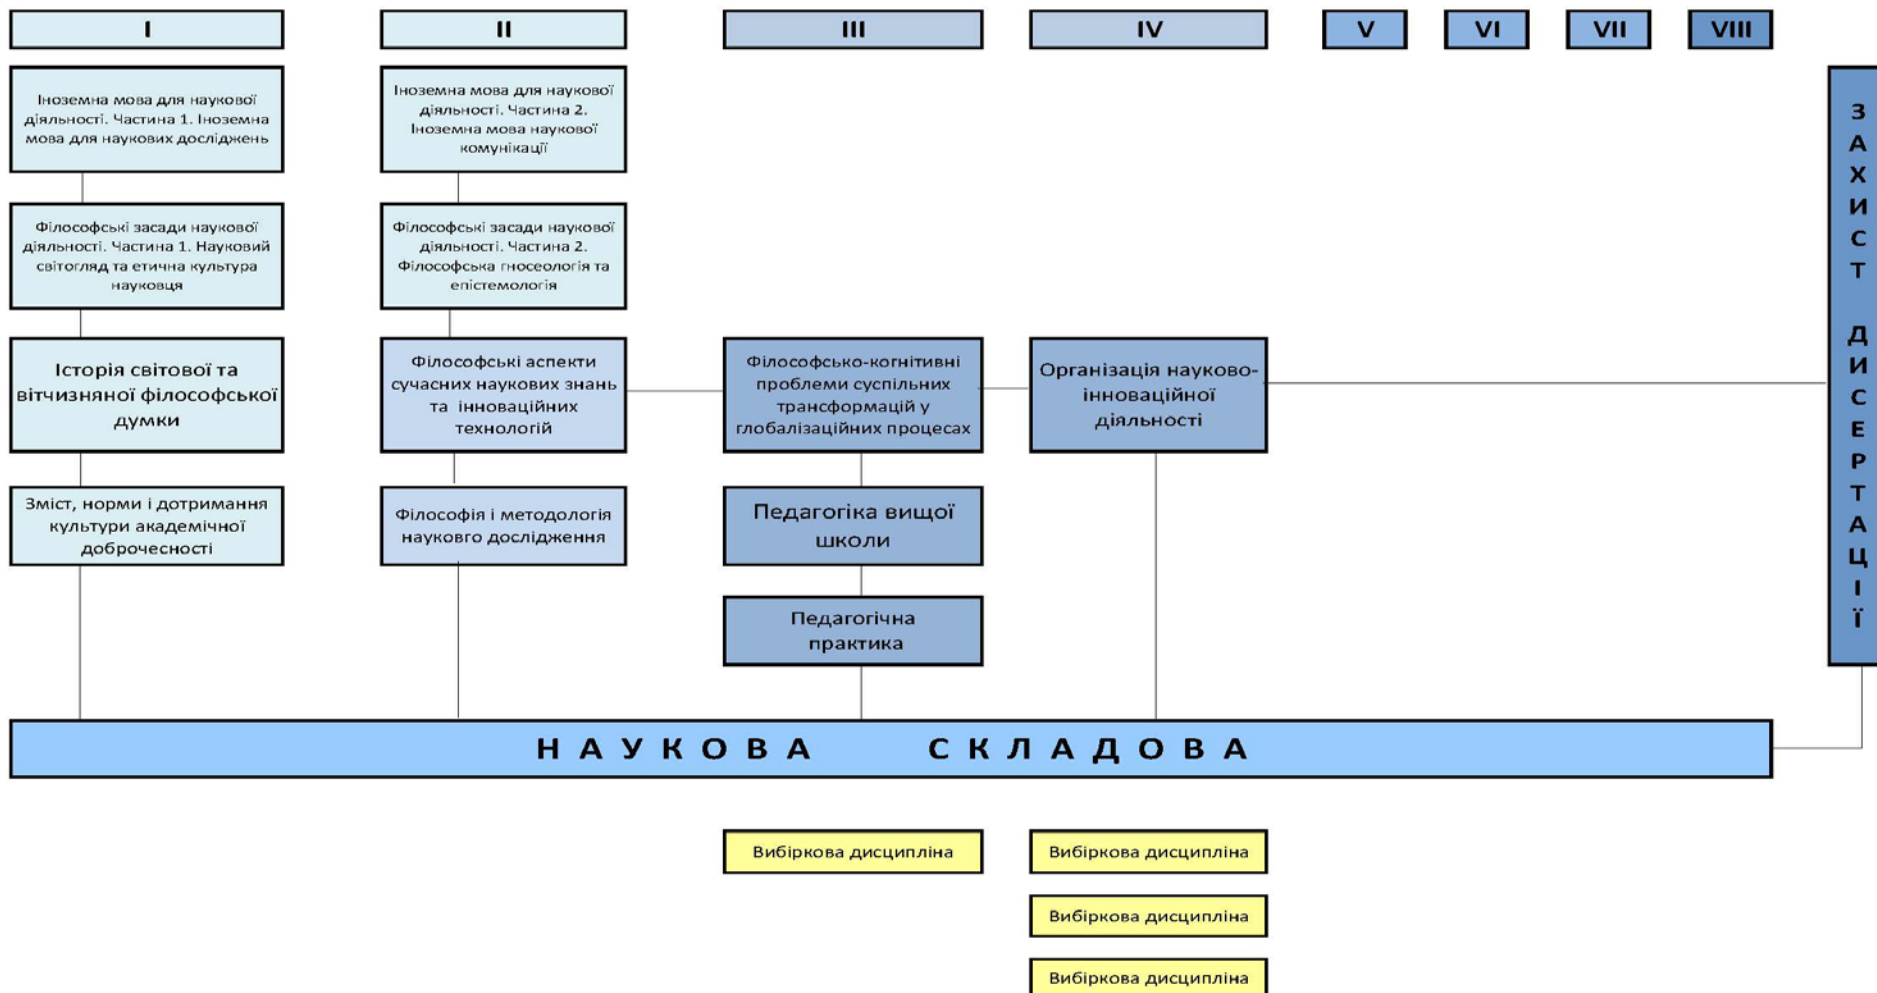 I
II
III
IV
V
VI
VII
VIII
Іноземна мова для наукової
діяльності. Частина 1. Іноземна
мова для наукових досліджень
Іноземна мова для наукової
діяльності. Частина 2.
Іноземна мова наукової
комунікації
Філософські засади наукової
діяльності. Частина 1. Науковий
світогляд та етична культура
науковця
Філософські засади наукової
діяльності. Частина 2.
Філософська гносеологія та
епістемологія
Історія світової та
вітчизняної філософської
думки
Філософські аспекти
сучасних наукових знань
та інноваційних
технологій
Філософсько-когнітивні
проблеми суспільних
трансформацій у
глобалізаційних процесах
Організація науково-
інноваційної
діяльності
Зміст, норми і дотримання
культури академічної
доброчесності
Філософія і методологія
науквго дослідження
Педагогіка вищої
школи
Педагогічна
практика
ЗАХИСТ ДИСЕРТАЦІЇ
НАУКОВА СКЛАДОВА
Вибіркова дисципліна
Вибіркова дисципліна
Вибіркова дисципліна
Вибіркова дисципліна